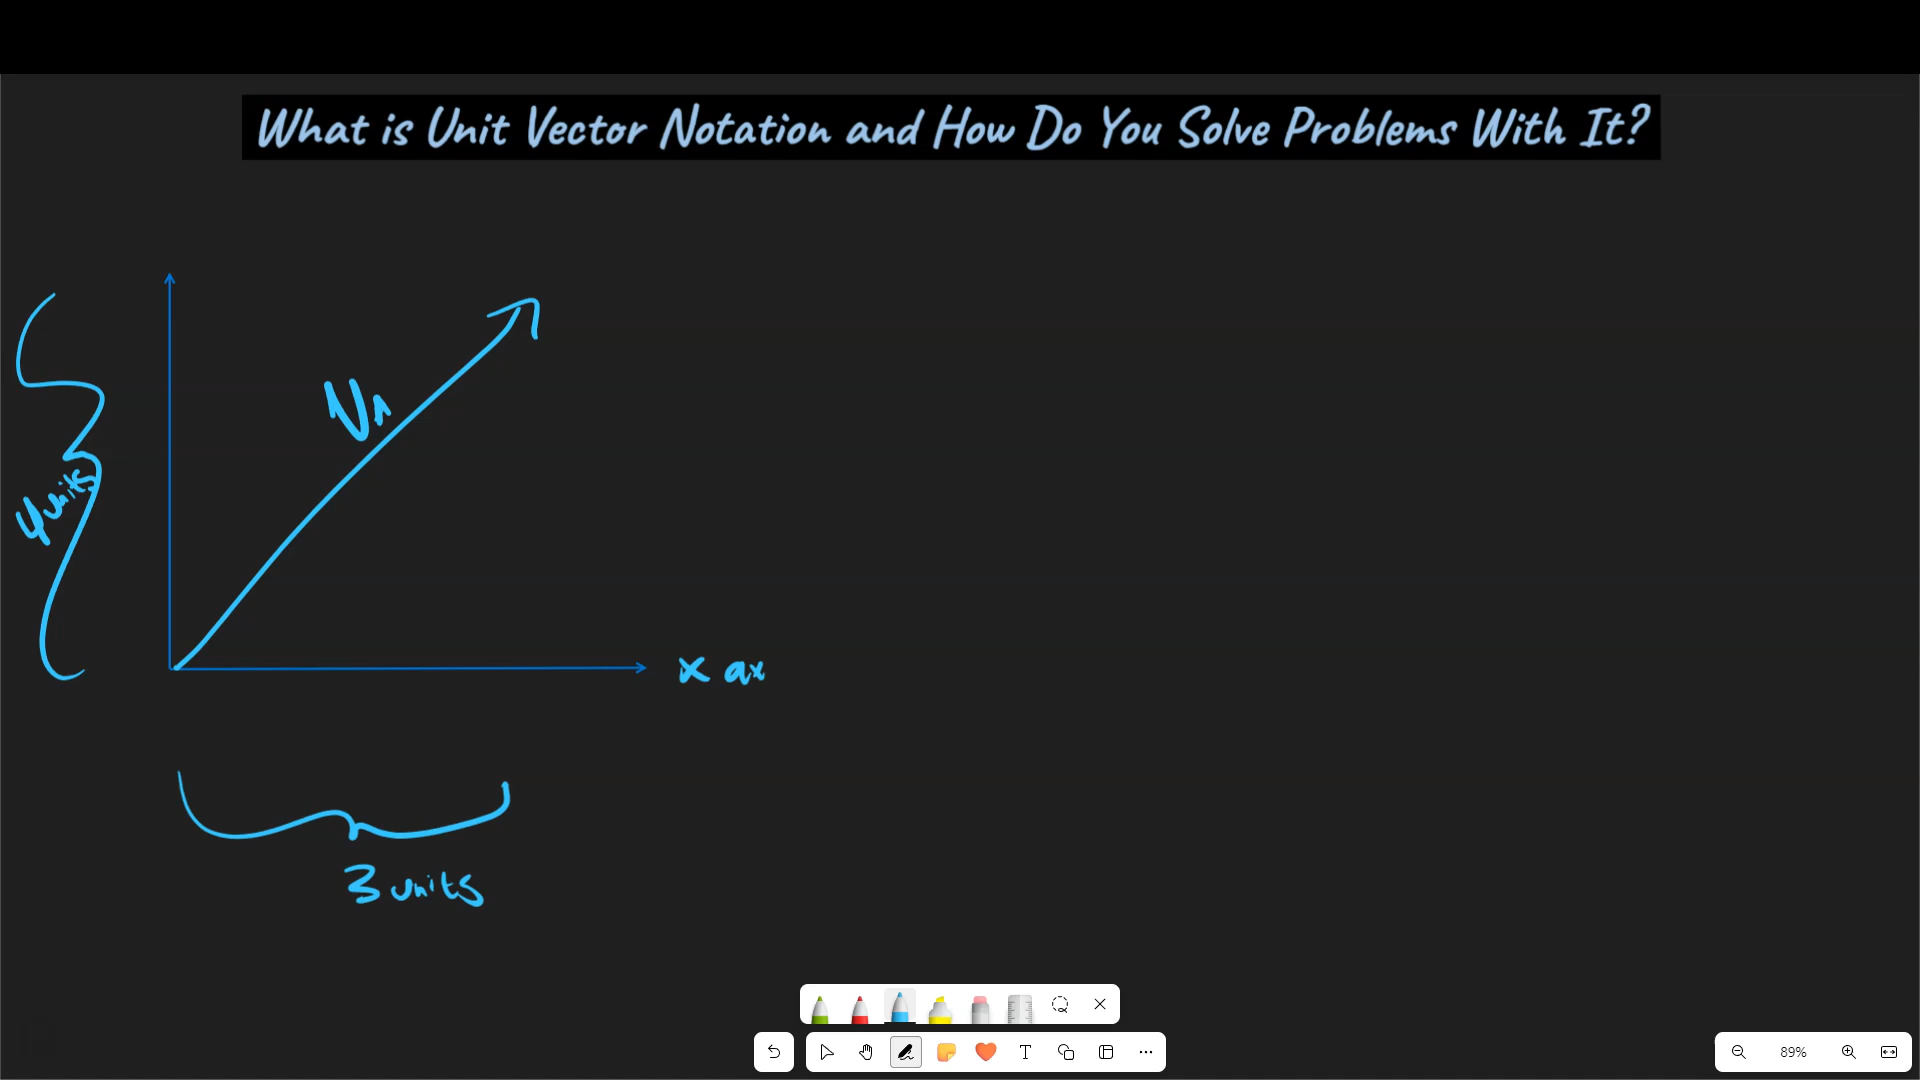 What is Unit Vector Notation and How Do You Solve Problems With It?
V1
4 units
x ax
3 units
89%